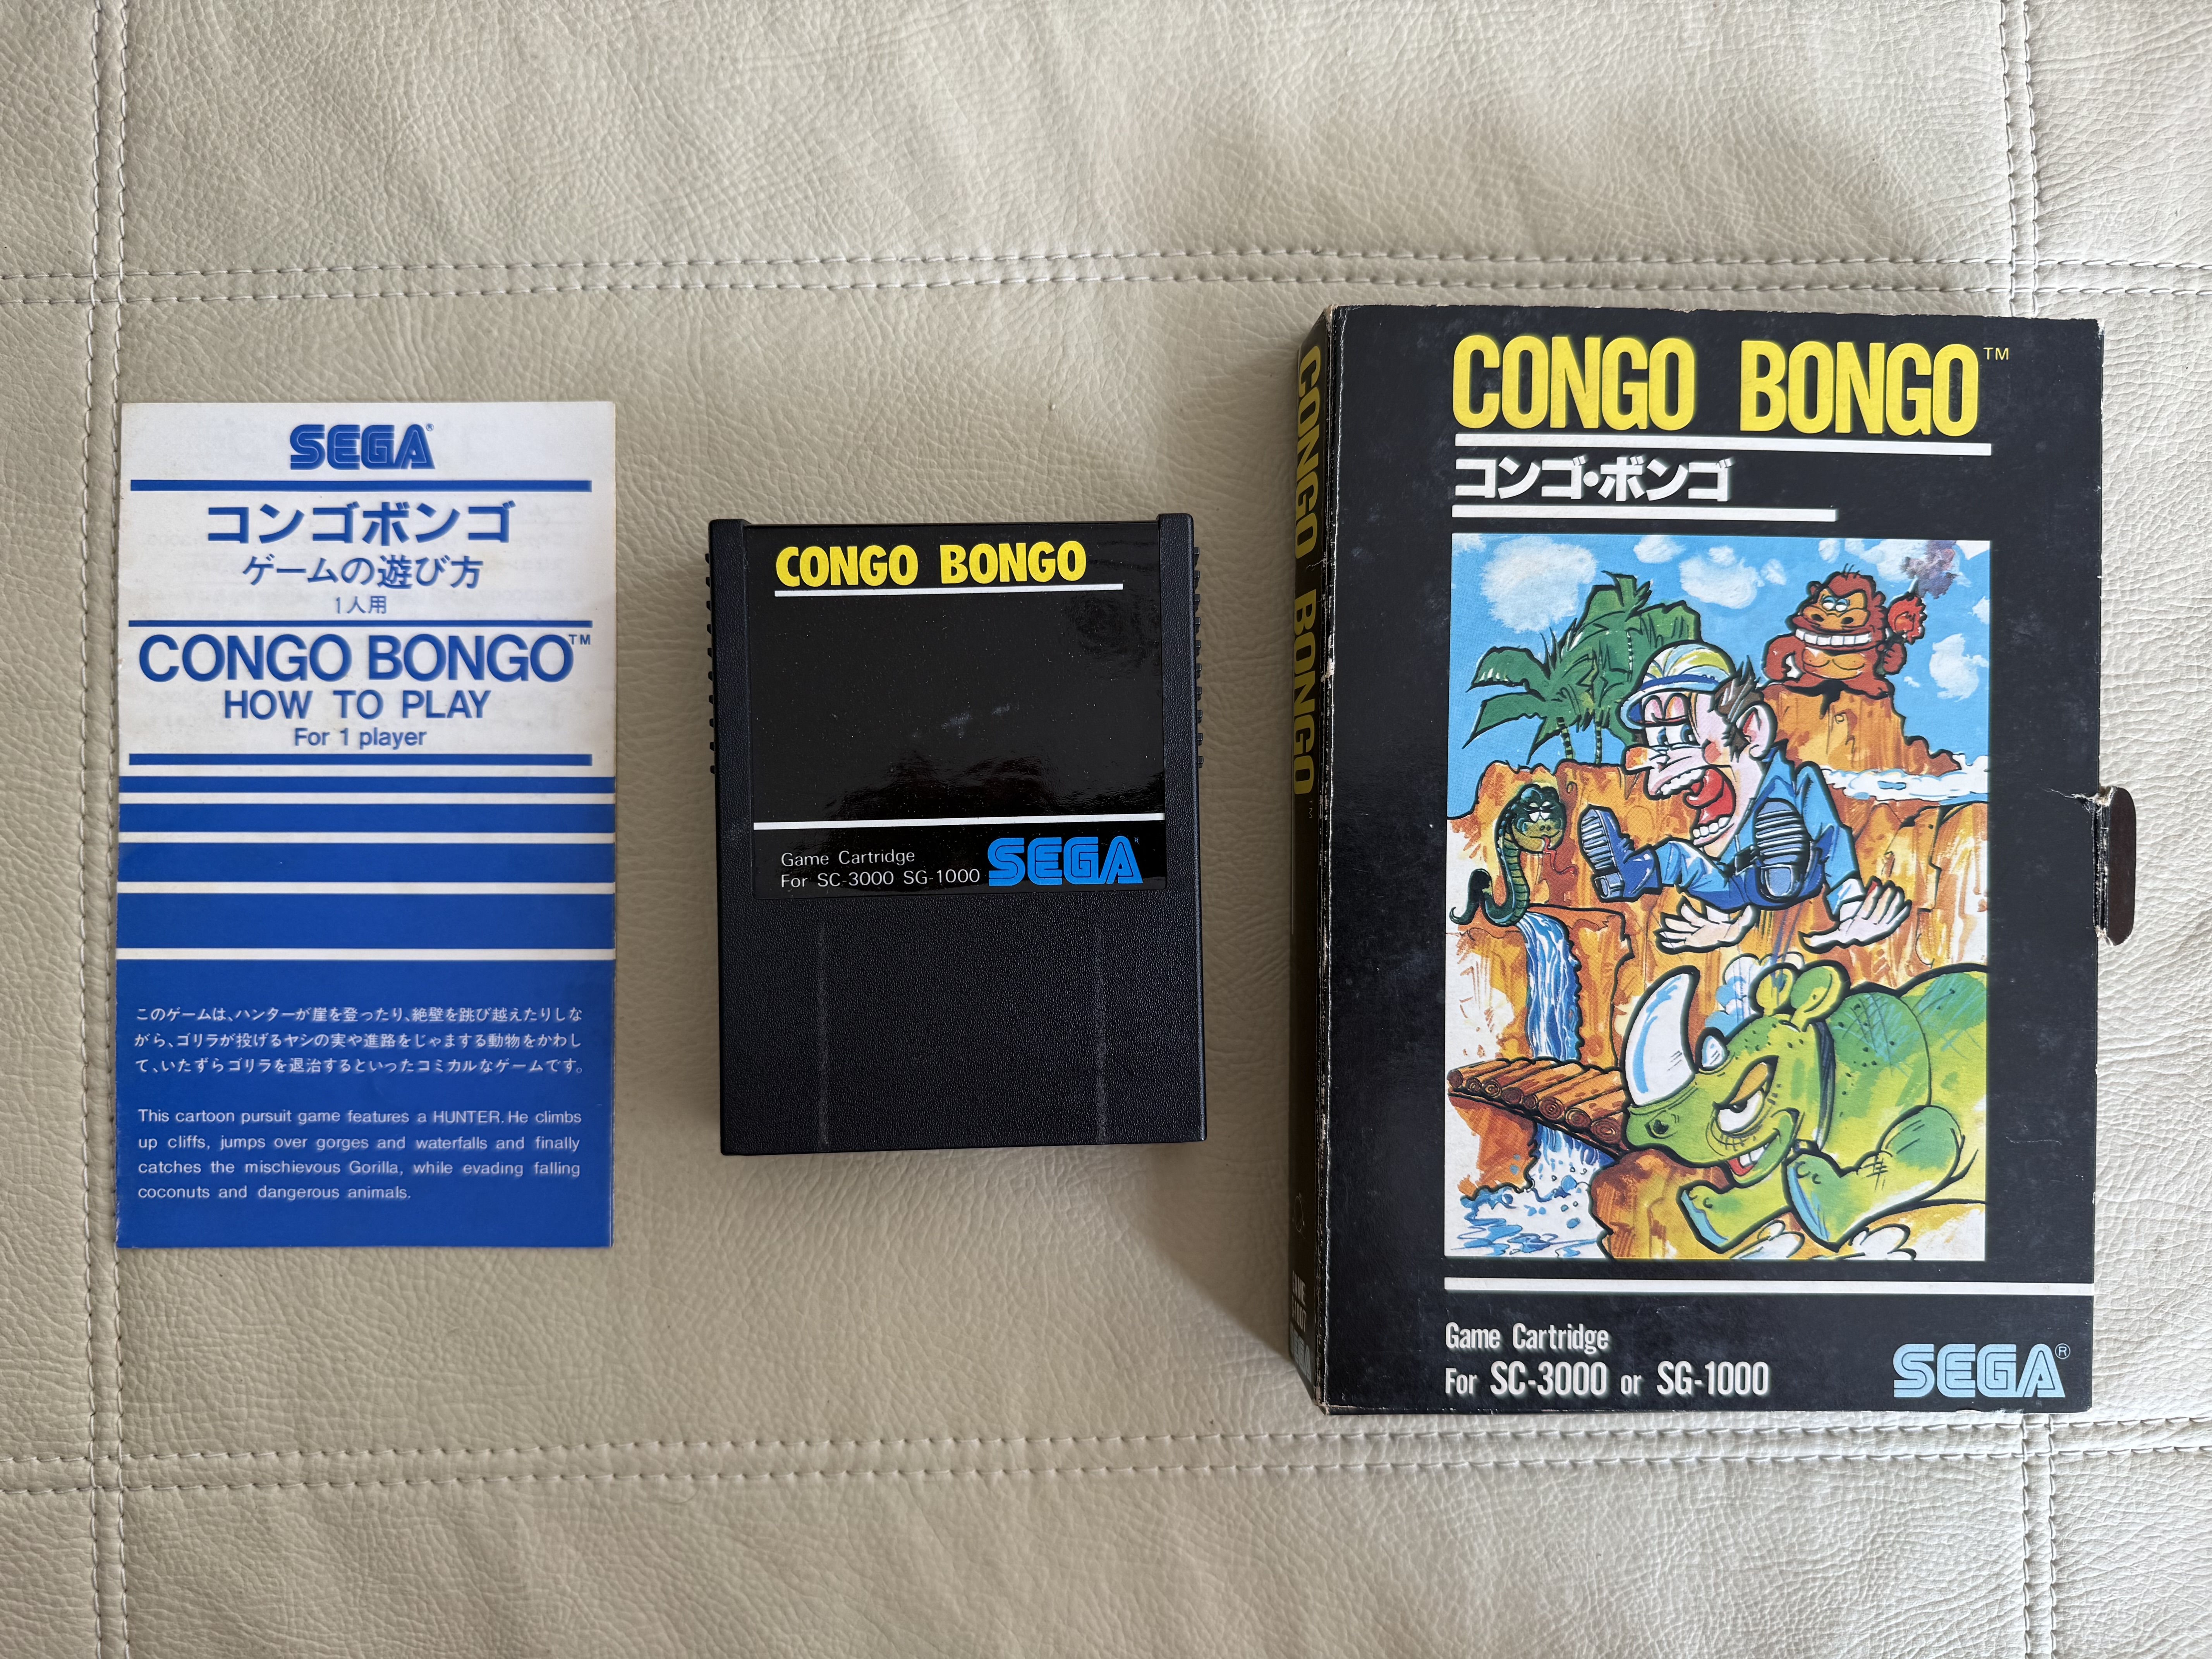 SEGA®
コンゴボンゴ
ゲームの遊び方
1人用
CONGO BONGO™
HOW TO PLAY
For 1 player
このゲームは、ハンターが崖を登ったり、絶壁を跳び越えたりしな
がら、ゴリラが投げるヤシの実や進路をじゃまする動物をかわし
て、いたずらゴリラを退治するといったコミカルなゲームです。
This cartoon pursuit game features a HUNTER. He climbs
up cliffs, jumps over gorges and waterfalls and finally
catches the mischievous Gorilla, while evading falling
coconuts and dangerous animals.
CONGO BONGO
Game Cartridge
For SC-3000 SG-1000
SEGA®
CONGO BONGO™
CONGO BONGO™
コンゴ・ボンゴ
Game Cartridge
For SC-3000 or SG-1000
SEGA®